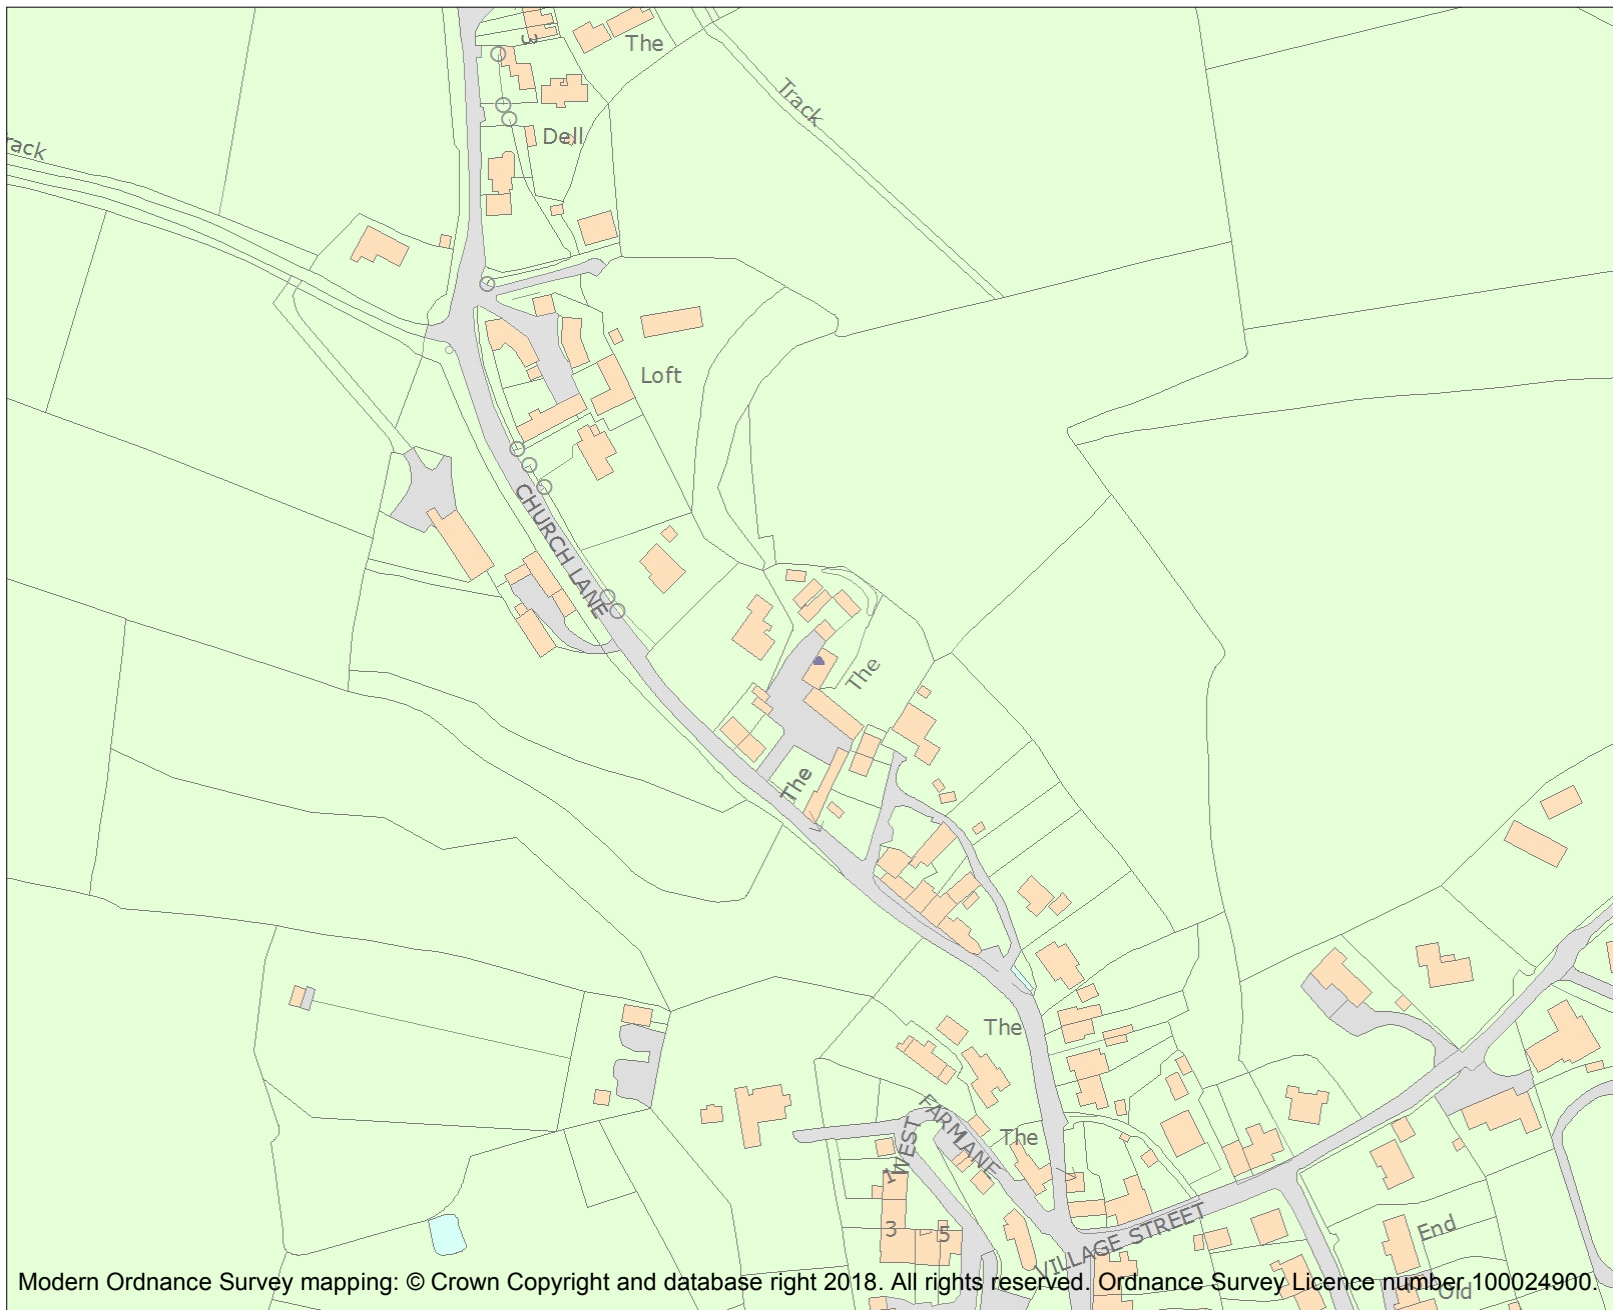 3
The
Track
Dell
rack
Loft
CHURCH LANE
The
The
The
FARM LANE
WEST
The
1
3
5
VILLAGE STREET
End
Old
Modern Ordnance Survey mapping: © Crown Copyright and database right 2018. All rights reserved. Ordnance Survey Licence number 100024900.